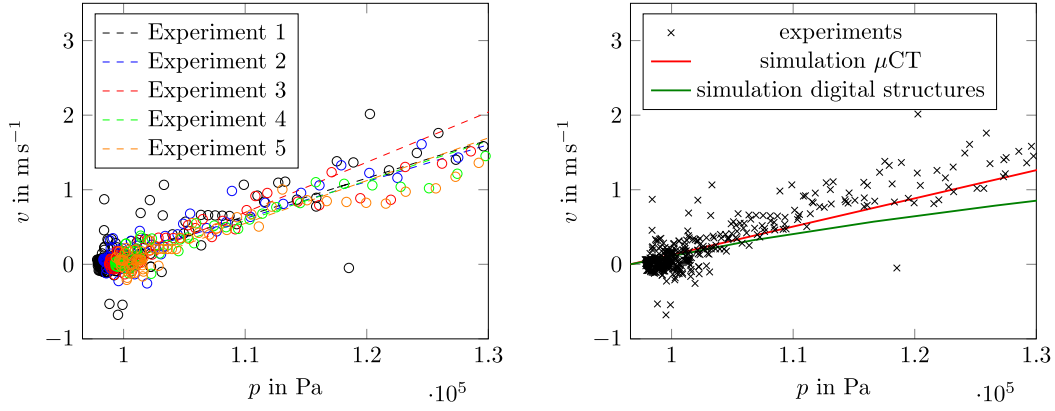 3
2
1
0
−1
v in m s⁻¹
1
1.1
1.2
1.3
p in Pa
·10⁵
Experiment 1
Experiment 2
Experiment 3
Experiment 4
Experiment 5
3
2
1
0
−1
v in m s⁻¹
1
1.1
1.2
1.3
p in Pa
·10⁵
experiments
simulation μCT
simulation digital structures